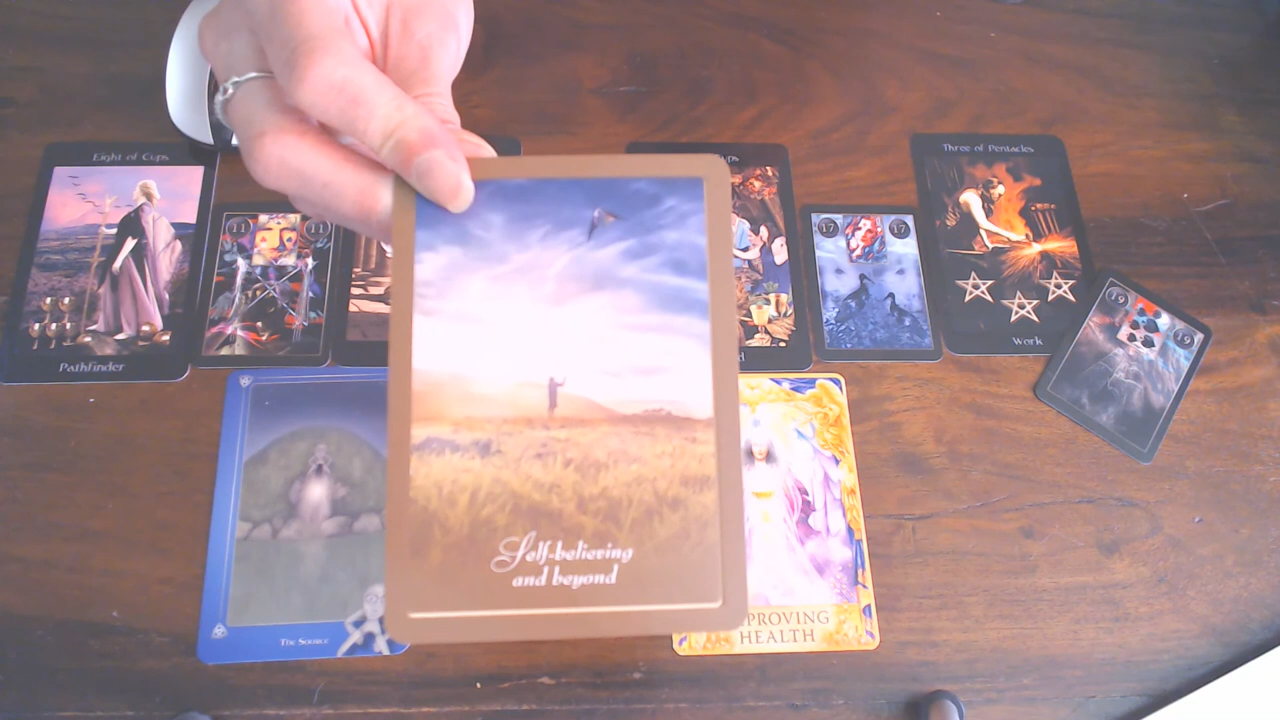 Eight of Cups
Pathfinder
11 11
17 17
Three of Pentacles
Work
19 19
Self-believing
and beyond
The Source
HEALTH